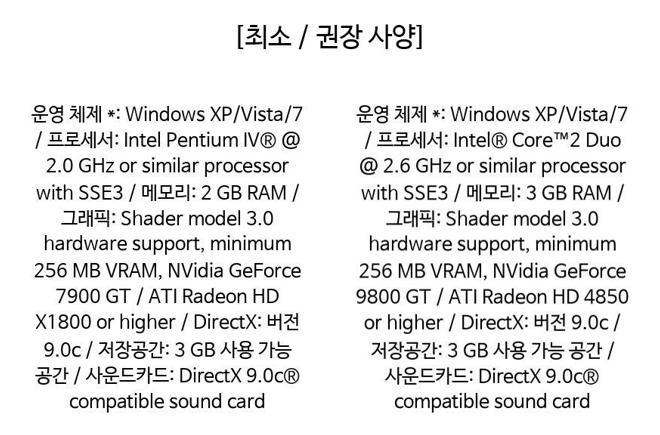 [최소 / 권장 사양]
운영 체제 *: Windows XP/Vista/7
/ 프로세서: Intel Pentium IV® @
2.0 GHz or similar processor
with SSE3 / 메모리: 2 GB RAM /
그래픽: Shader model 3.0
hardware support, minimum
256 MB VRAM, NVidia GeForce
7900 GT / ATI Radeon HD
X1800 or higher / DirectX: 버전
9.0c / 저장공간: 3 GB 사용 가능
공간 / 사운드카드: DirectX 9.0c®
compatible sound card
운영 체제 *: Windows XP/Vista/7
/ 프로세서: Intel® Core™2 Duo
@ 2.6 GHz or similar processor
with SSE3 / 메모리: 3 GB RAM /
그래픽: Shader model 3.0
hardware support, minimum
256 MB VRAM, NVidia GeForce
9800 GT / ATI Radeon HD 4850
or higher / DirectX: 버전 9.0c /
저장공간: 3 GB 사용 가능 공간 /
사운드카드: DirectX 9.0c®
compatible sound card